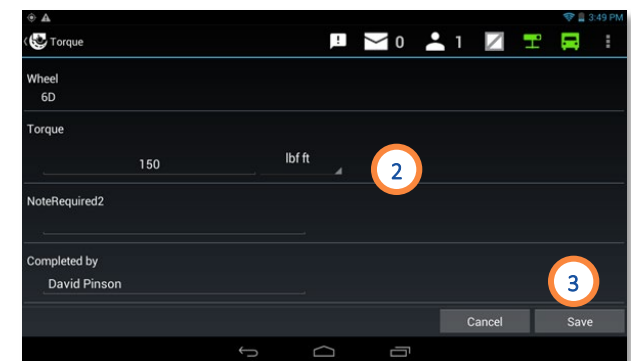 3:49 PM
Torque 0 1
Wheel
6D
Torque
150 lbf ft
2
NoteRequired2
Completed by
David Pinson
3
Cancel Save